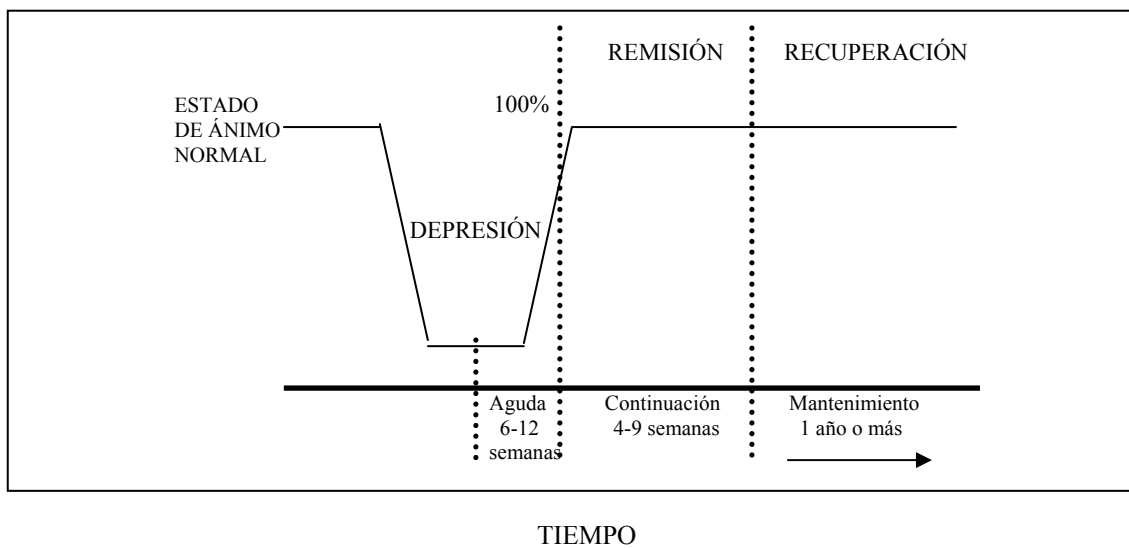 REMISIÓN
RECUPERACIÓN
ESTADO
DE ÁNIMO
NORMAL
100%
DEPRESIÓN
Aguda
6-12
semanas
Continuación
4-9 semanas
Mantenimiento
1 año o más
TIEMPO